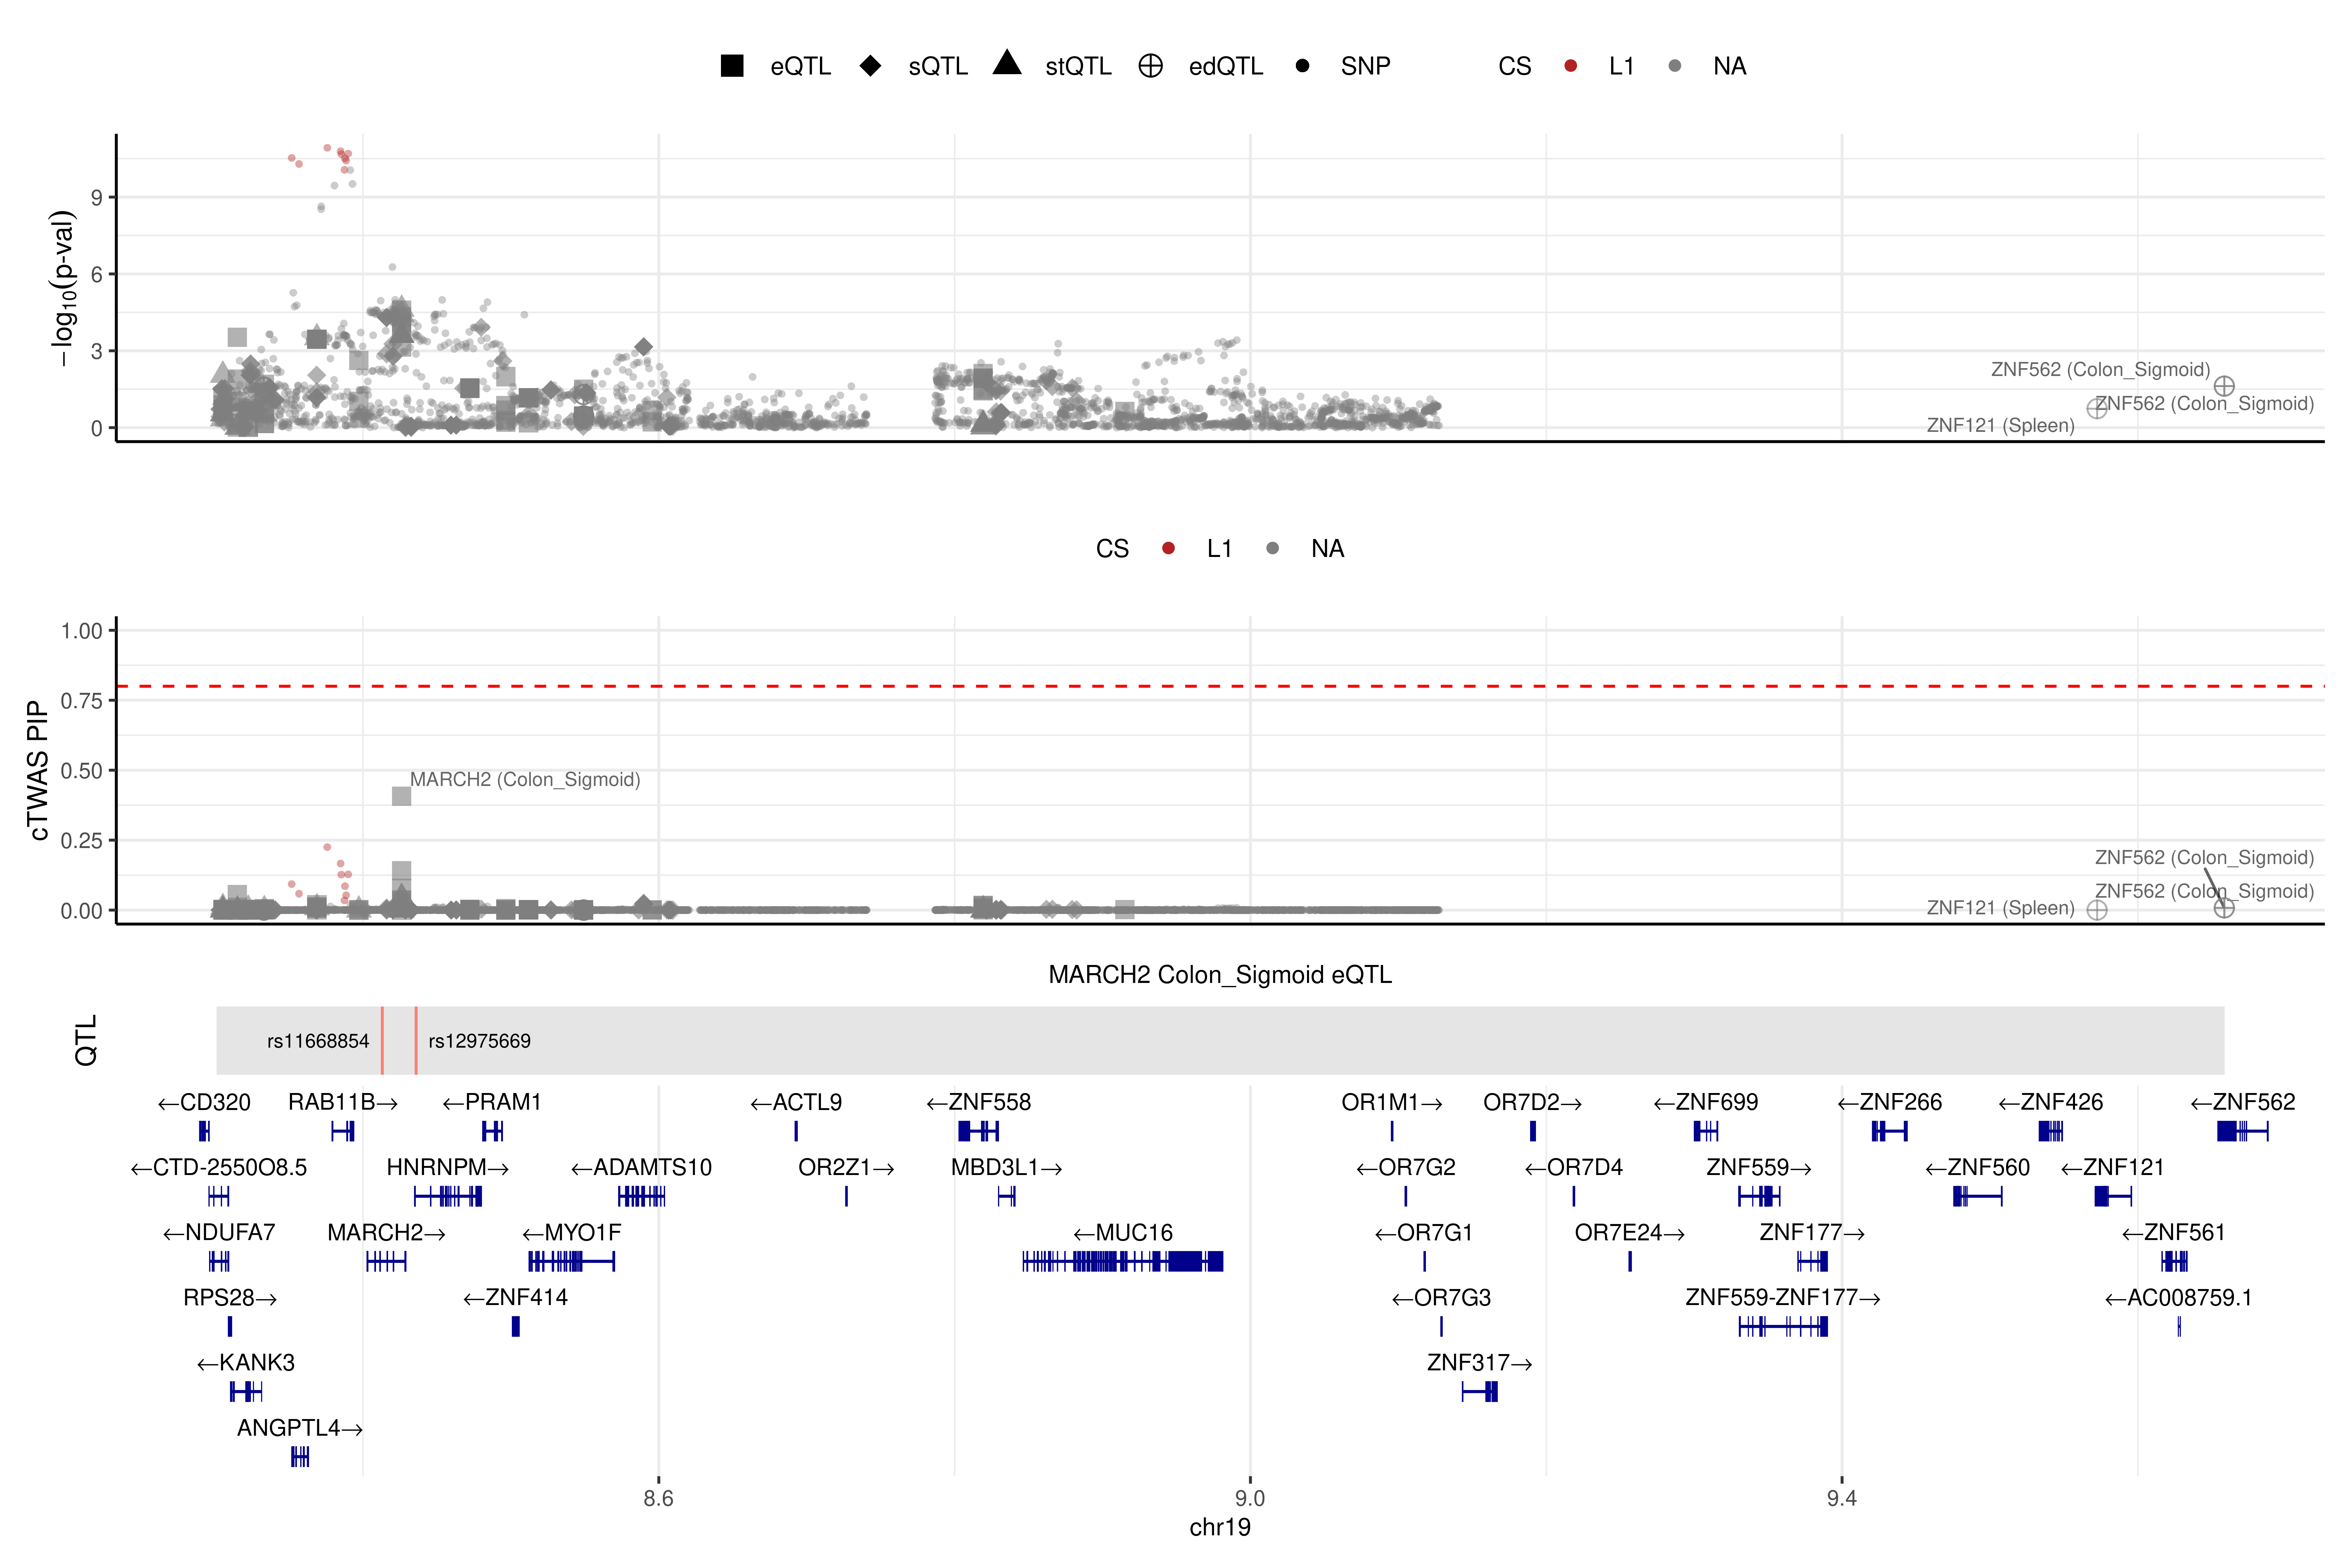 eQTL sQTL stQTL edQTL SNP CS L1 NA
−log10(p-val)
9
6
3
0
ZNF562 (Colon_Sigmoid)
ZNF562 (Colon_Sigmoid)
ZNF121 (Spleen)
CS L1 NA
cTWAS PIP
1.00
0.75
0.50
0.25
0.00
MARCH2 (Colon_Sigmoid)
ZNF562 (Colon_Sigmoid)
ZNF562 (Colon_Sigmoid)
ZNF121 (Spleen)
MARCH2 Colon_Sigmoid eQTL
QTL
rs11668854 rs12975669
←CD320 RAB11B→ ←PRAM1 ←ACTL9 ←ZNF558 OR1M1→ OR7D2→ ←ZNF699 ←ZNF266 ←ZNF426 ←ZNF562
←CTD-2550O8.5 HNRNPM→ ←ADAMTS10 OR2Z1→ MBD3L1→ ←OR7G2 ←OR7D4 ZNF559→ ←ZNF560 ←ZNF121
←NDUFA7 MARCH2→ ←MYO1F ←MUC16 ←OR7G1 OR7E24→ ZNF177→ ←ZNF561
RPS28→ ←ZNF414 ←OR7G3 ZNF559-ZNF177→ ←AC008759.1
←KANK3 ZNF317→
ANGPTL4→
8.6 9.0 9.4
chr19